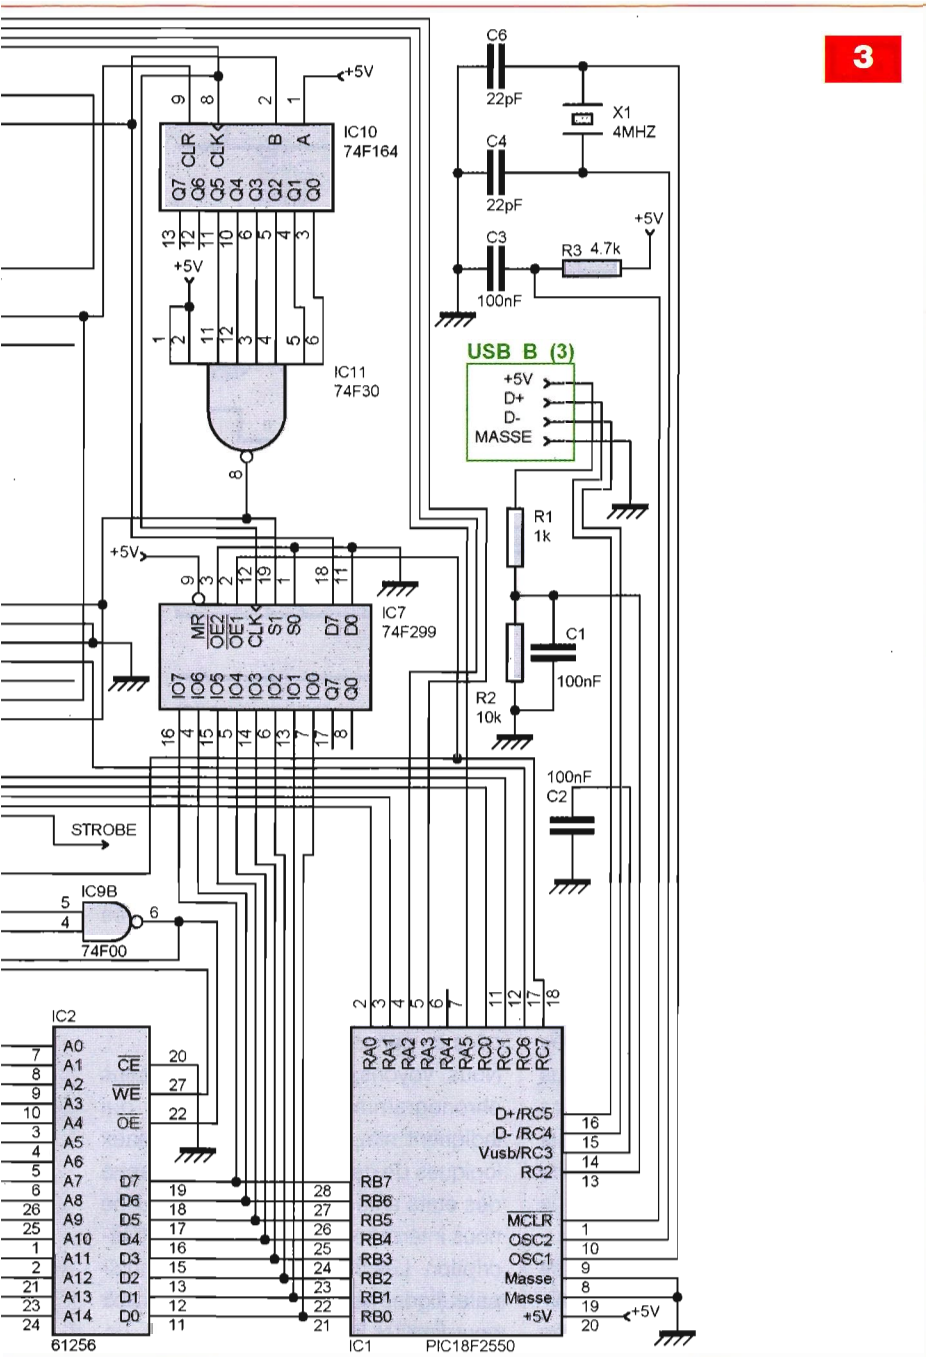 3
C6
22pF
X1
4MHZ
C4
22pF
+5V
C3
100nF
R3 4.7k
+5V
9 8 2 1
CLR CLK B A
IC10
74F164
Q7 Q6 Q5 Q4 Q3 Q2 Q1 Q0
13 12 11 10 6 5 4 3
+5V
1 2 11 12 3 4 5 6
IC11
74F30
8
USB B (3)
+5V
D+
D-
MASSE
R1
1k
C1
100nF
R2
10k
+5V
9 3 2 12 19 1 18 11
MR OE2 OE1 CLK S1 S0 D7 D0
IC7
74F299
IO7 IO6 IO5 IO4 IO3 IO2 IO1 IO0 Q7 Q0
16 4 15 5 14 6 13 7 17 8
100nF
C2
STROBE
IC9B
5
4
6
74F00
2 3 4 5 6 7 11 12 17 18
RA0 RA1 RA2 RA3 RA4 RA5 RC0 RC1 RC6 RC7
IC2
A0
7 A1
8 A2
9 A3
10 A4
3 A5
4 A6
5 A7
6 A8
26 A9
25 A10
1 A11
2 A12
21 A13
23 A14
24
CE 20
WE 27
OE 22
D7 19
D6 18
D5 17
D4 16
D3 15
D2 13
D1 12
D0 11
61256
28 RB7
27 RB6
26 RB5
25 RB4
24 RB3
23 RB2
22 RB1
21 RB0
D+/RC5 16
D- /RC4 15
Vusb/RC3 14
RC2 13
MCLR 1
OSC2 10
OSC1 9
Masse 8
Masse 19
+5V 20
+5V
IC1
PIC18F2550